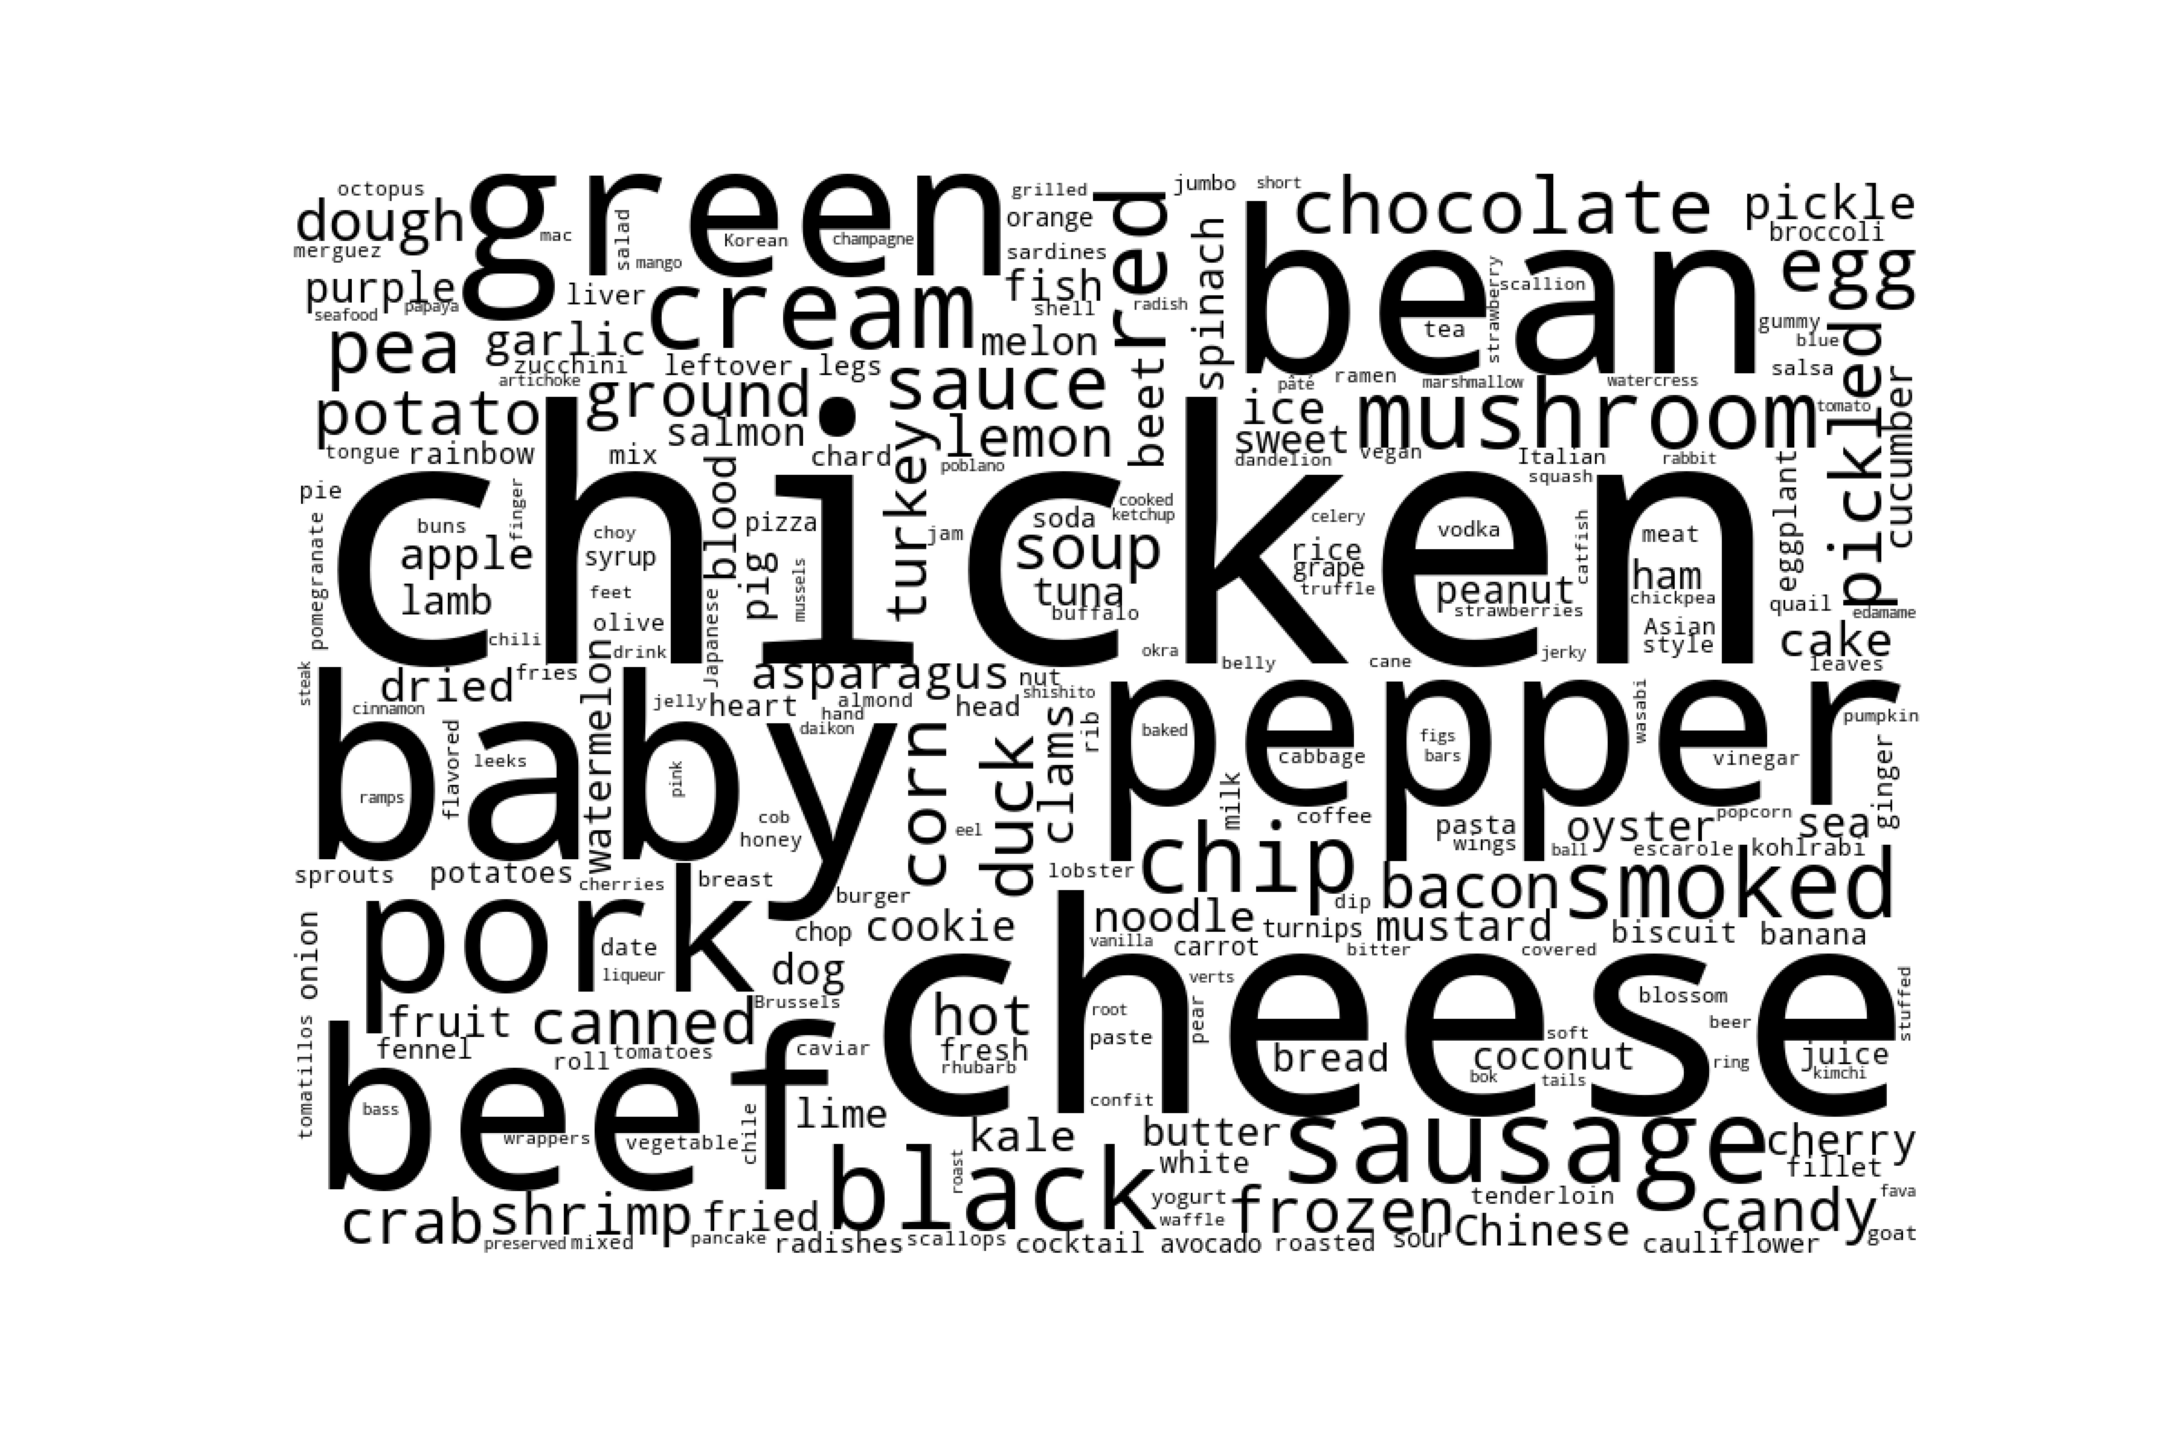 octopus
green
grilled
jumbo
short
chocolate
pickle
dough
mac
salad
Korean
champagne
orange
red
broccoli
merguez
mango
sardines
spinach
bean
strawberry
scallion
egg
purple
papaya
liver
cream
fish
shell
radish
tea
gummy
blue
seafood
pea
garlic
melon
zucchini
artichoke
leftover
legs
sauce
beet
pâté
ramen
marshmallow
watercress
salsa
pickled
potato
ground
salmon
lemon
ice
sweet
mushroom
tomato
cucumber
tongue
rainbow
mix
chard
turkey
poblano
dandelion
vegan
Italian
squash
rabbit
eggplant
chicken
pie
finger
blood
pizza
jam
cooked
ketchup
soda
celery
vodka
catfish
meat
pomegranate
buns
apple
choy
syrup
pig
mussels
soup
rice
grape
truffle
peanut
ham
chickpea
lamb
feet
olive
Japanese
tuna
buffalo
strawberries
quail
edamame
chili
drink
okra
belly
cane
jerky
Asian
style
cake
leaves
steak
dried
fries
watermelon
asparagus
nut
shishito
pepper
wasabi
pumpkin
cinnamon
baby
jelly
heart
almond
hand
head
daikon
corn
clams
rib
baked
cabbage
figs
bars
vinegar
ginger
flavored
leeks
ramps
pink
duck
milk
coffee
cob
honey
eel
pasta
wings
oyster
popcorn
sea
ball
escarole
kohlrabi
sprouts
potatoes
cherries
breast
burger
lobster
chip
dip
bacon
smoked
onion
pork
chop
cookie
noodle
turnips
mustard
biscuit
banana
date
liqueur
dog
vanilla
carrot
bitter
covered
cheese
verts
stuffed
fruit
canned
Brussels
hot
root
pear
blossom
beer
tomatillos
fennel
roll
tomatoes
caviar
fresh
rhubarb
paste
bread
soft
coconut
bok
tails
ring
juice
kimchi
beef
bass
wrappers
vegetable
chile
lime
confit
kale
butter
sausage
cherry
fillet
black
roast
white
yogurt
waffle
frozen
tenderloin
candy
fava
crab
shrimp
fried
Chinese
goat
preserved
mixed
pancake
radishes
scallops
cocktail
avocado
roasted
sour
cauliflower